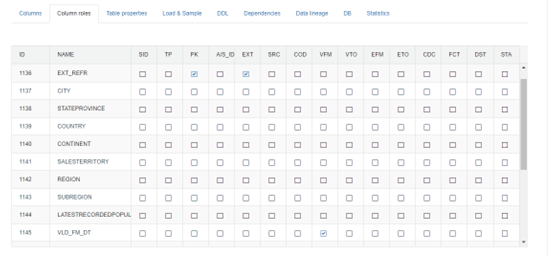 Columns Column roles Table properties Load & Sample DDL Dependencies Data lineage DB Statistics
ID NAME SID TP PK A/S_ID EXT SRC COD VFM VTO EFM ETO CDC FCT DST STA
1136 EXT_REFR
1137 CITY
1138 STATEPROVINCE
1139 COUNTRY
1140 CONTINENT
1141 SALESTERRITORY
1142 REGION
1143 SUBREGION
1144 LATESTRECORDEDPOPUL
1145 VLD_FM_DT